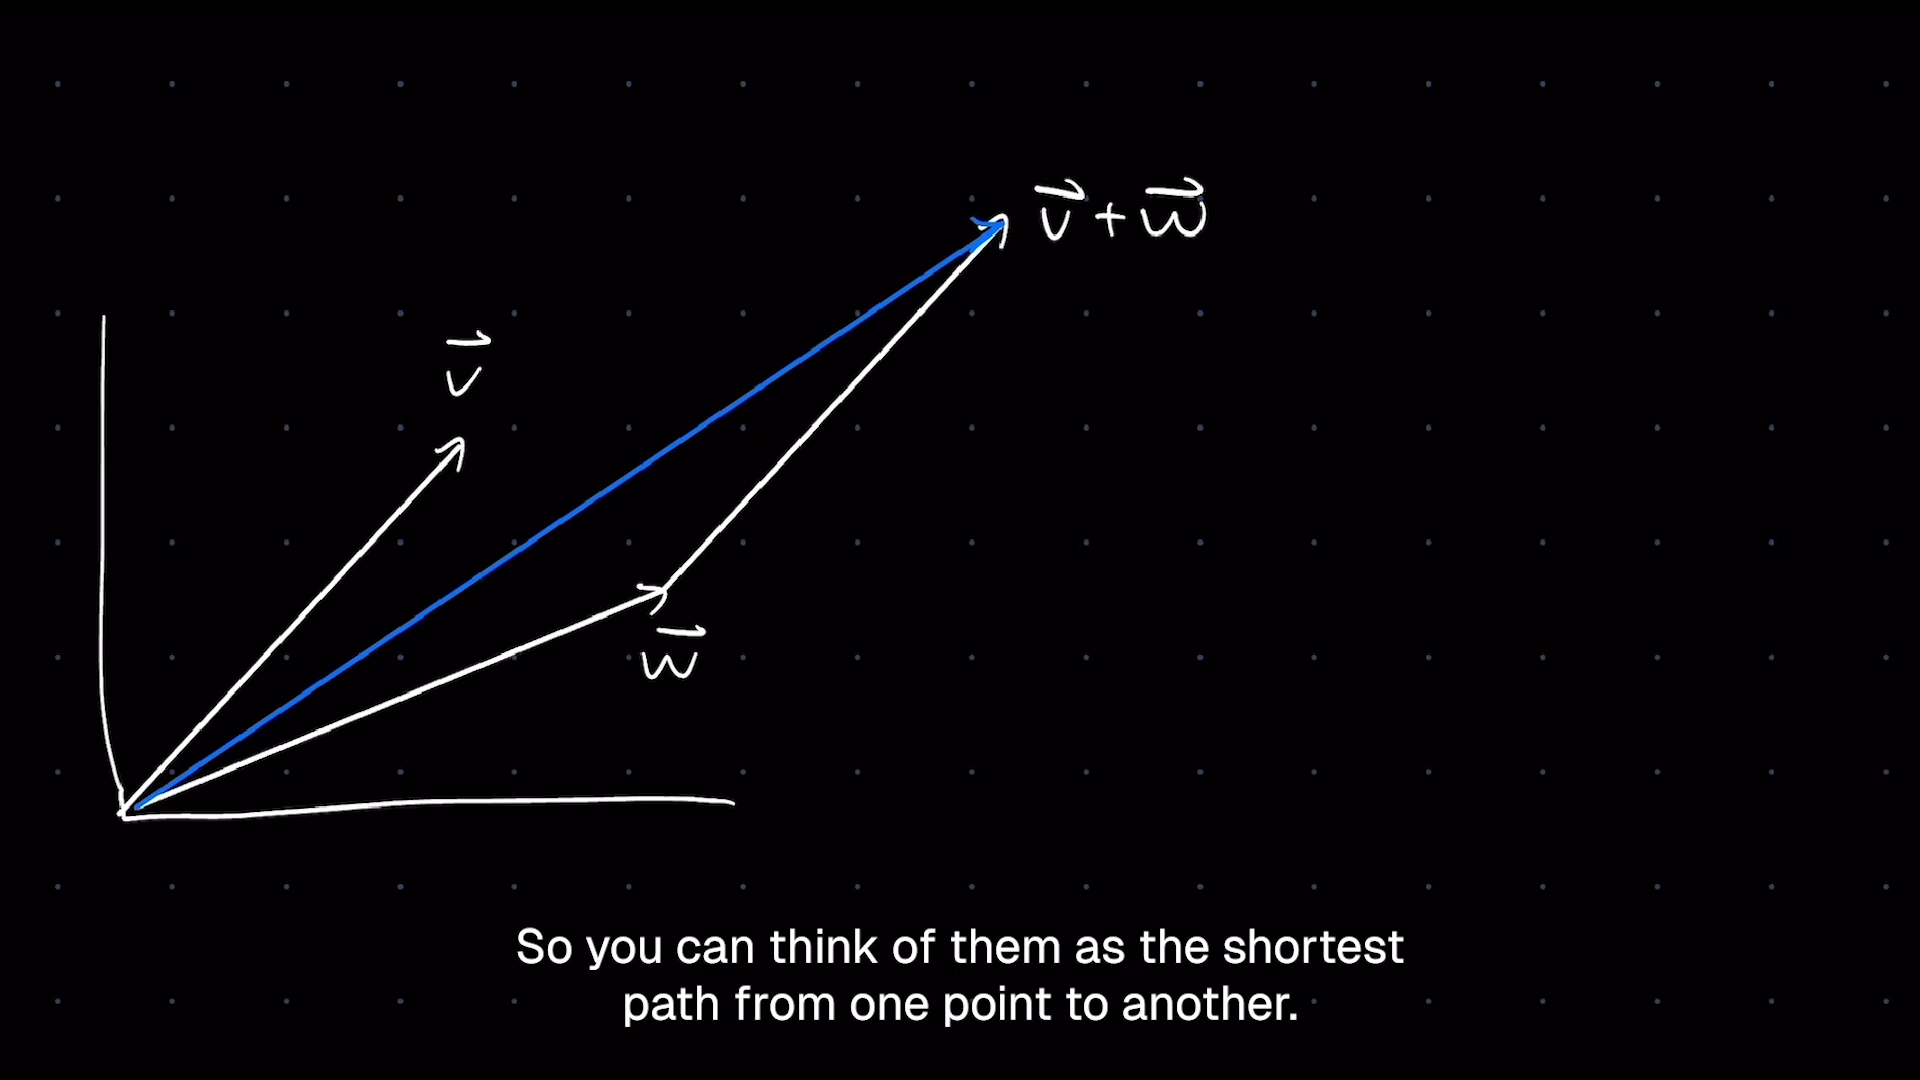 v⃗ + w⃗
v⃗
w⃗
So you can think of them as the shortest
path from one point to another.